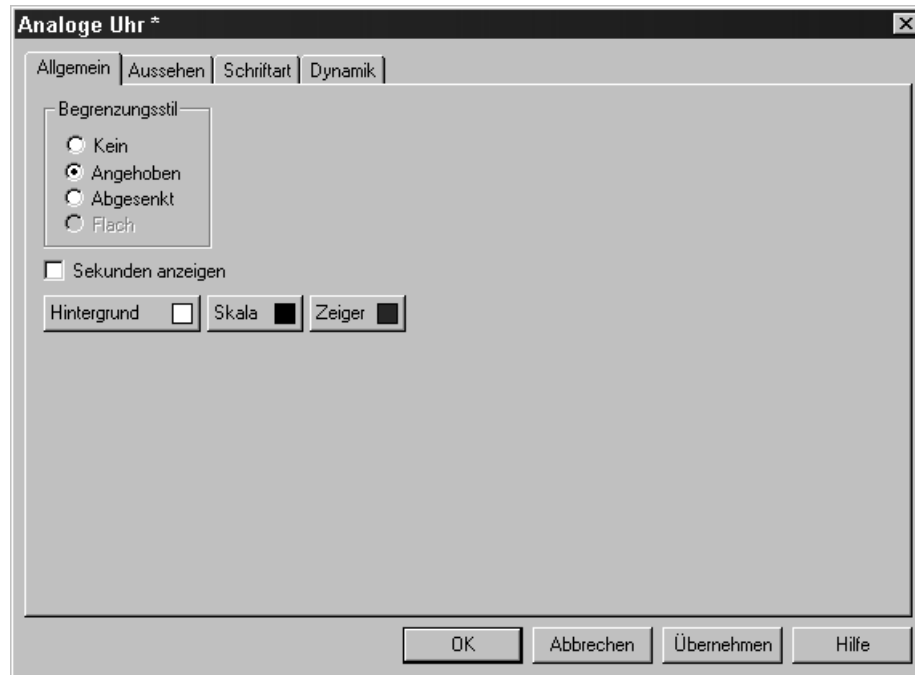 Analoge Uhr *
Allgemein Aussehen Schriftart Dynamik
Begrenzungsstil
Kein
Angehoben
Abgesenkt
Flach
Sekunden anzeigen
Hintergrund Skala Zeiger
OK Abbrechen Übernehmen Hilfe